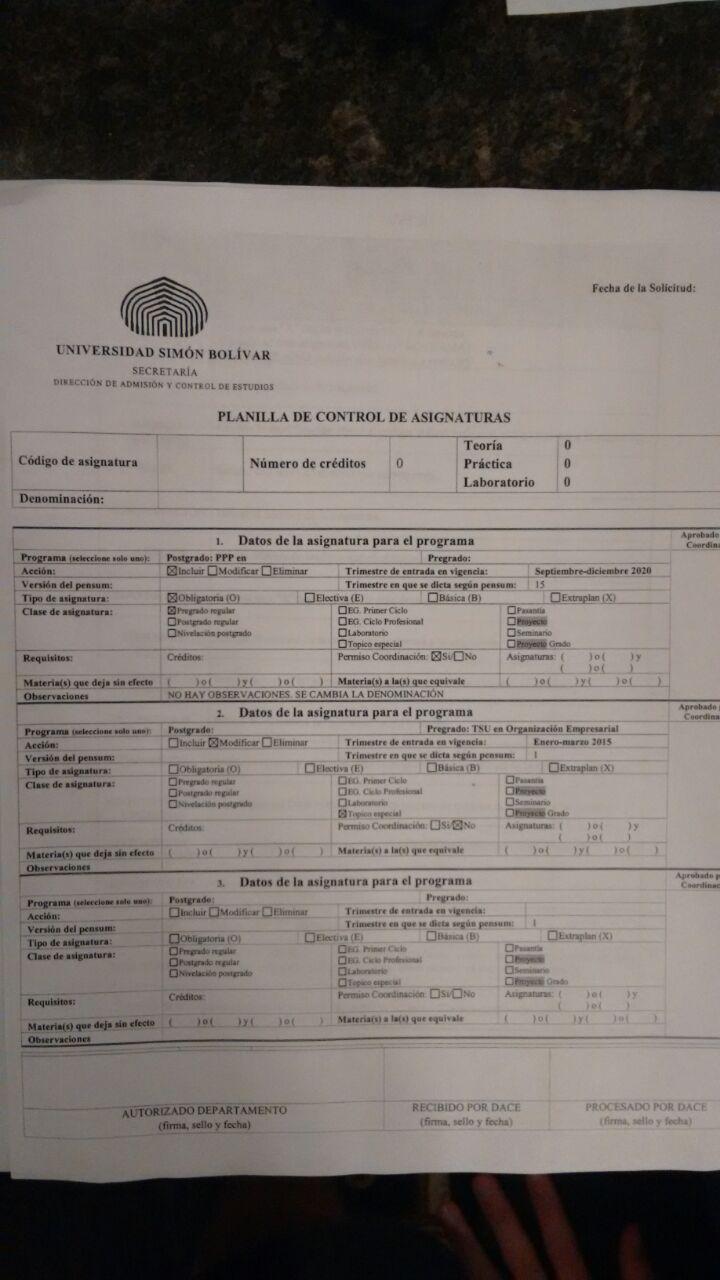 Fecha de la Solicitud:
UNIVERSIDAD SIMÓN BOLÍVAR
SECRETARÍA
DIRECCIÓN DE ADMISIÓN Y CONTROL DE ESTUDIOS
PLANILLA DE CONTROL DE ASIGNATURAS
Código de asignatura Número de créditos 0 Teoría 0
Práctica 0
Laboratorio 0
Denominación:
1. Datos de la asignatura para el programa Aprobado
Coordina
Programa (seleccione solo uno): Postgrado: PPP en Pregrado:
Acción: ☒Incluir ☐Modificar ☐Eliminar Trimestre de entrada en vigencia: Septiembre-diciembre 2020
Versión del pensum: Trimestre en que se dicta según pensum: 15
Tipo de asignatura: ☒Obligatoria (O) ☐Electiva (E) ☐Básica (B) ☐Extraplan (X)
Clase de asignatura: ☒Pregrado regular ☐EG. Primer Ciclo ☐Pasantía
☐Postgrado regular ☐EG. Ciclo Profesional ☐Proyecto
☐Nivelación postgrado ☐Laboratorio ☐Seminario
☐Topico especial ☐Proyecto Grado
Requisitos: Créditos: Permiso Coordinación: ☒Si/☐No Asignaturas: ( )o( )y
( )o( )
Materia(s) que deja sin efecto ( )o( )y( )o( ) Materia(s) a la(s) que equivale ( )o( )y( )o( )
Observaciones NO HAY OBSERVACIONES. SE CAMBIA LA DENOMINACIÓN
2. Datos de la asignatura para el programa Aprobado p
Coordinac
Programa (seleccione solo uno): Postgrado: Pregrado: TSU en Organización Empresarial
Acción: ☐Incluir ☒Modificar ☐Eliminar Trimestre de entrada en vigencia: Enero-marzo 2015
Versión del pensum: Trimestre en que se dicta según pensum: 1
Tipo de asignatura: ☐Obligatoria (O) ☐Electiva (E) ☐Básica (B) ☐Extraplan (X)
Clase de asignatura: ☐Pregrado regular ☐EG. Primer Ciclo ☐Pasantía
☐Postgrado regular ☐EG. Ciclo Profesional ☐Proyecto
☐Nivelación postgrado ☐Laboratorio ☐Seminario
☒Topico especial ☐Proyecto Grado
Requisitos: Créditos: Permiso Coordinación: ☐Si/☒No Asignaturas: ( )o( )y
( )o( )
Materia(s) que deja sin efecto ( )o( )y( )o( ) Materia(s) a la(s) que equivale ( )o( )y( )o( )
Observaciones
3. Datos de la asignatura para el programa Aprobado p
Coordinac
Programa (seleccione solo uno): Postgrado: Pregrado:
Acción: ☐Incluir ☐Modificar ☐Eliminar Trimestre de entrada en vigencia:
Versión del pensum: Trimestre en que se dicta según pensum: 1
Tipo de asignatura: ☐Obligatoria (O) ☐Electiva (E) ☐Básica (B) ☐Extraplan (X)
Clase de asignatura: ☐Pregrado regular ☐EG. Primer Ciclo ☐Pasantía
☐Postgrado regular ☐EG. Ciclo Profesional ☐Proyecto
☐Nivelación postgrado ☐Laboratorio ☐Seminario
☐Topico especial ☐Proyecto Grado
Requisitos: Créditos: Permiso Coordinación: ☐Si/☐No Asignaturas: ( )o( )y
( )o( )
Materia(s) que deja sin efecto ( )o( )y( )o( ) Materia(s) a la(s) que equivale ( )o( )y( )o( )
Observaciones
AUTORIZADO DEPARTAMENTO RECIBIDO POR DACE PROCESADO POR DACE
(firma, sello y fecha) (firma, sello y fecha) (firma, sello y fecha)